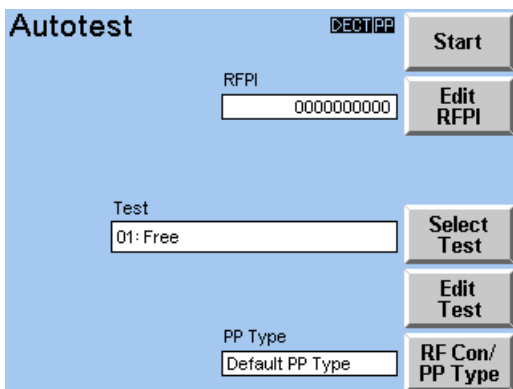 Autotest
DECT PP
Start
RFPI
0000000000
Edit
RFPI
Test
01: Free
Select
Test
Edit
Test
PP Type
Default PP Type
RF Con/
PP Type